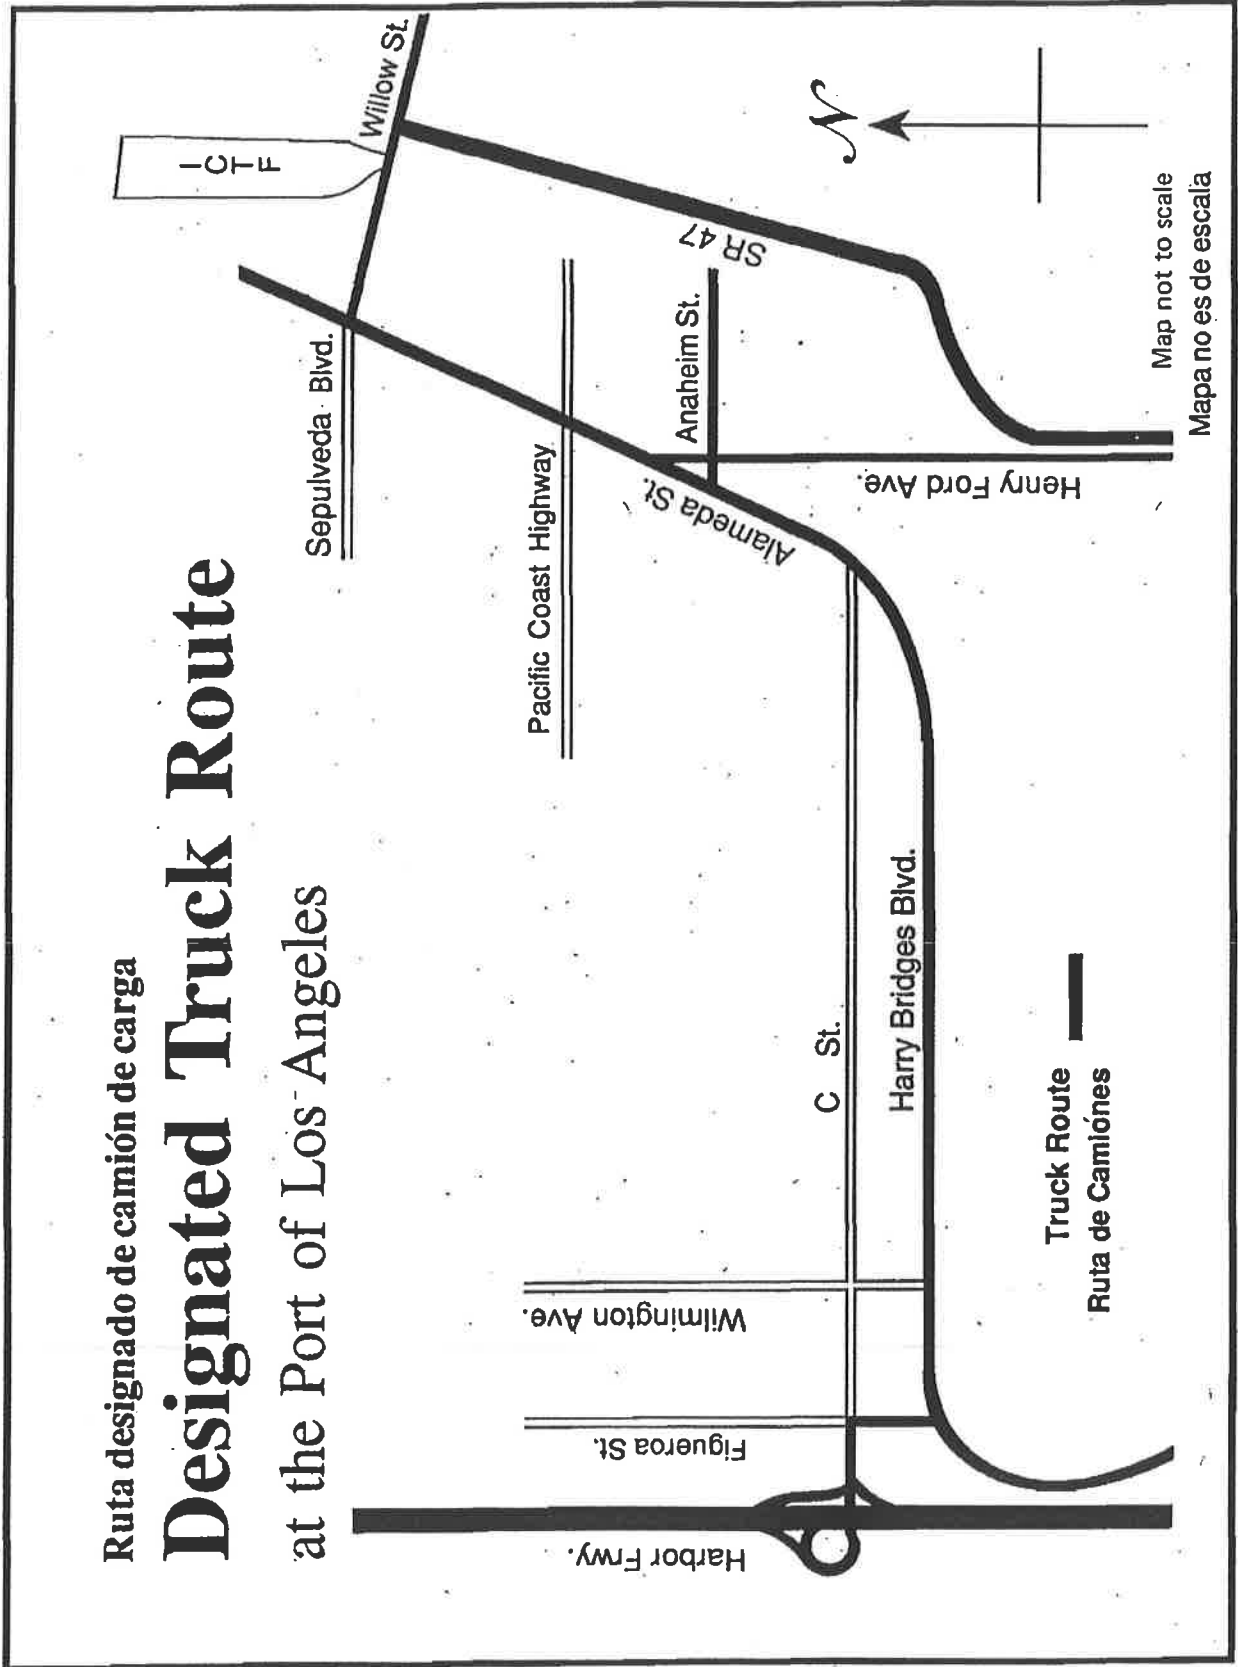 Ruta designado de camión de carga
Designated Truck Route
at the Port of Los Angeles
ICTF
Willow St.
Sepulveda Blvd.
Pacific Coast Highway
SR 47
Anaheim St.
Alameda St.
Henry Ford Ave.
N
C St.
Harry Bridges Blvd.
Wilmington Ave.
Figueroa St.
Harbor Frwy.
Truck Route
Ruta de Camiónes
Map not to scale
Mapa no es de escala